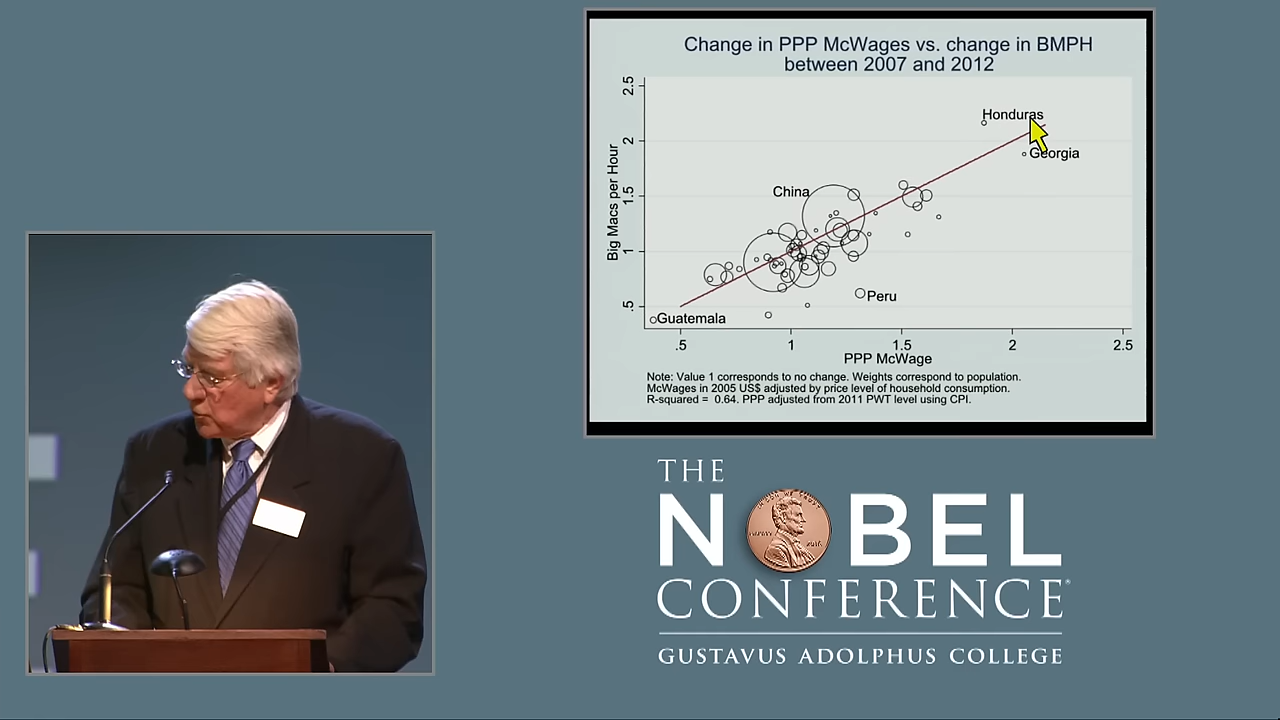 Change in PPP McWages vs. change in BMPH
between 2007 and 2012
Big Macs per Hour
2.5
2
1.5
1
.5
Honduras
Georgia
China
Peru
Guatemala
.5 1 1.5 2 2.5
PPP McWage
Note: Value 1 corresponds to no change. Weights correspond to population.
McWages in 2005 US$ adjusted by price level of household consumption.
R-squared = 0.64. PPP adjusted from 2011 PWT level using CPI.
THE
NOBEL
CONFERENCE®
GUSTAVUS ADOLPHUS COLLEGE